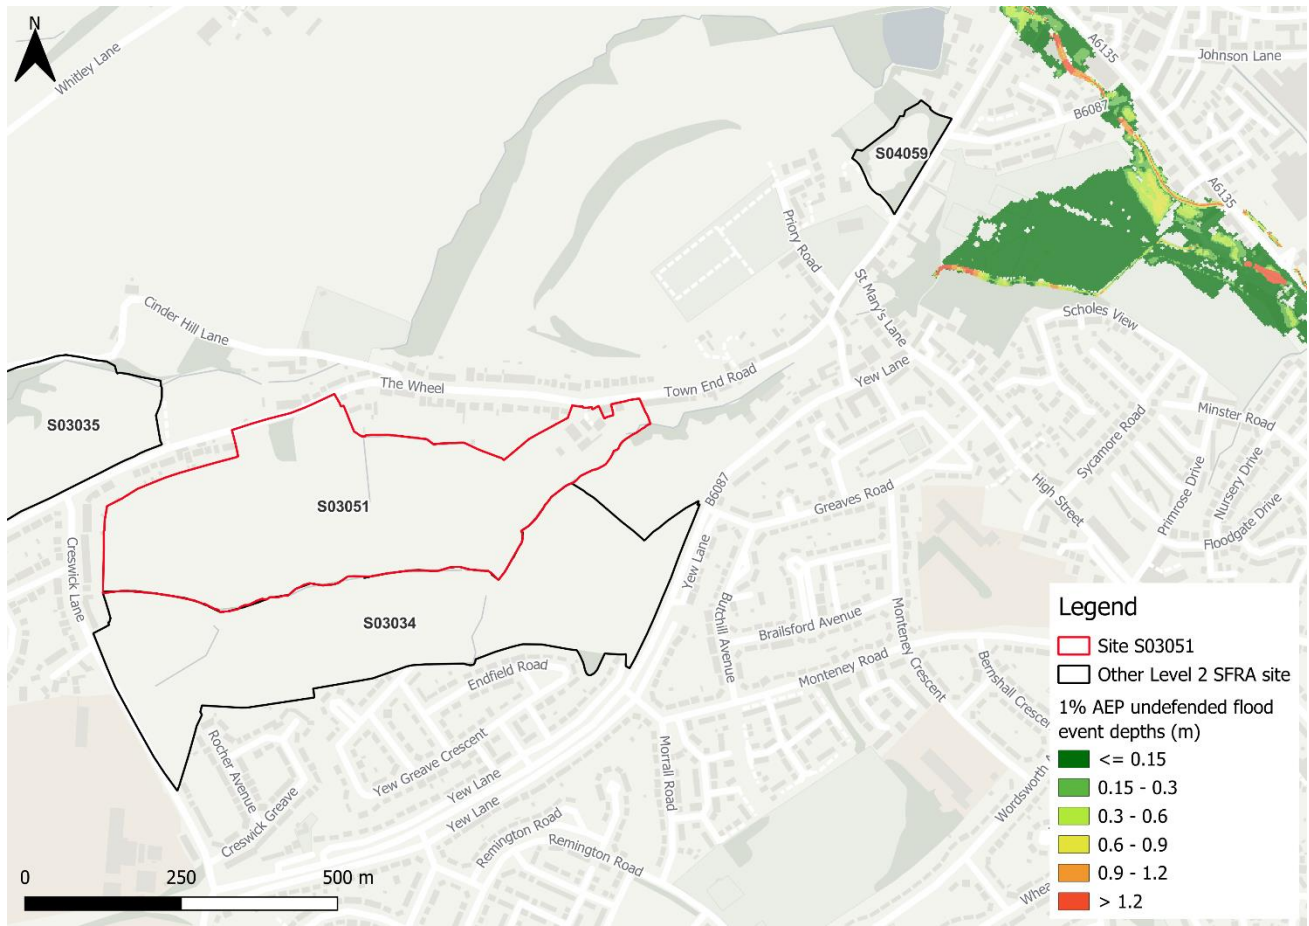 N
Whitley Lane
A6135
Johnson Lane
B6087
S04059
A6135
Priory Road
St Mary's Lane
Scholes View
Cinder Hill Lane
The Wheel
Town End Road
Yew Lane
S03035
Minster Road
Sycamore Road
S03051
B6087
Greaves Road
High Street
Primrose Drive
Nursery Drive
Floodgate Drive
Creswick Lane
Yew Lane
S03034
Brailsford Avenue
Monteney Crescent
Endfield Road
Monteney Road
Bernshall Crescent
Rocher Avenue
Yew Greave Crescent
Morrall Road
Yew Lane
Yew Lane
Creswick Greave
Remington Road
Remington Road
Wordsworth A
Whea
0 250 500 m
Legend
Site S03051
Other Level 2 SFRA site
1% AEP undefended flood
event depths (m)
<= 0.15
0.15 - 0.3
0.3 - 0.6
0.6 - 0.9
0.9 - 1.2
> 1.2